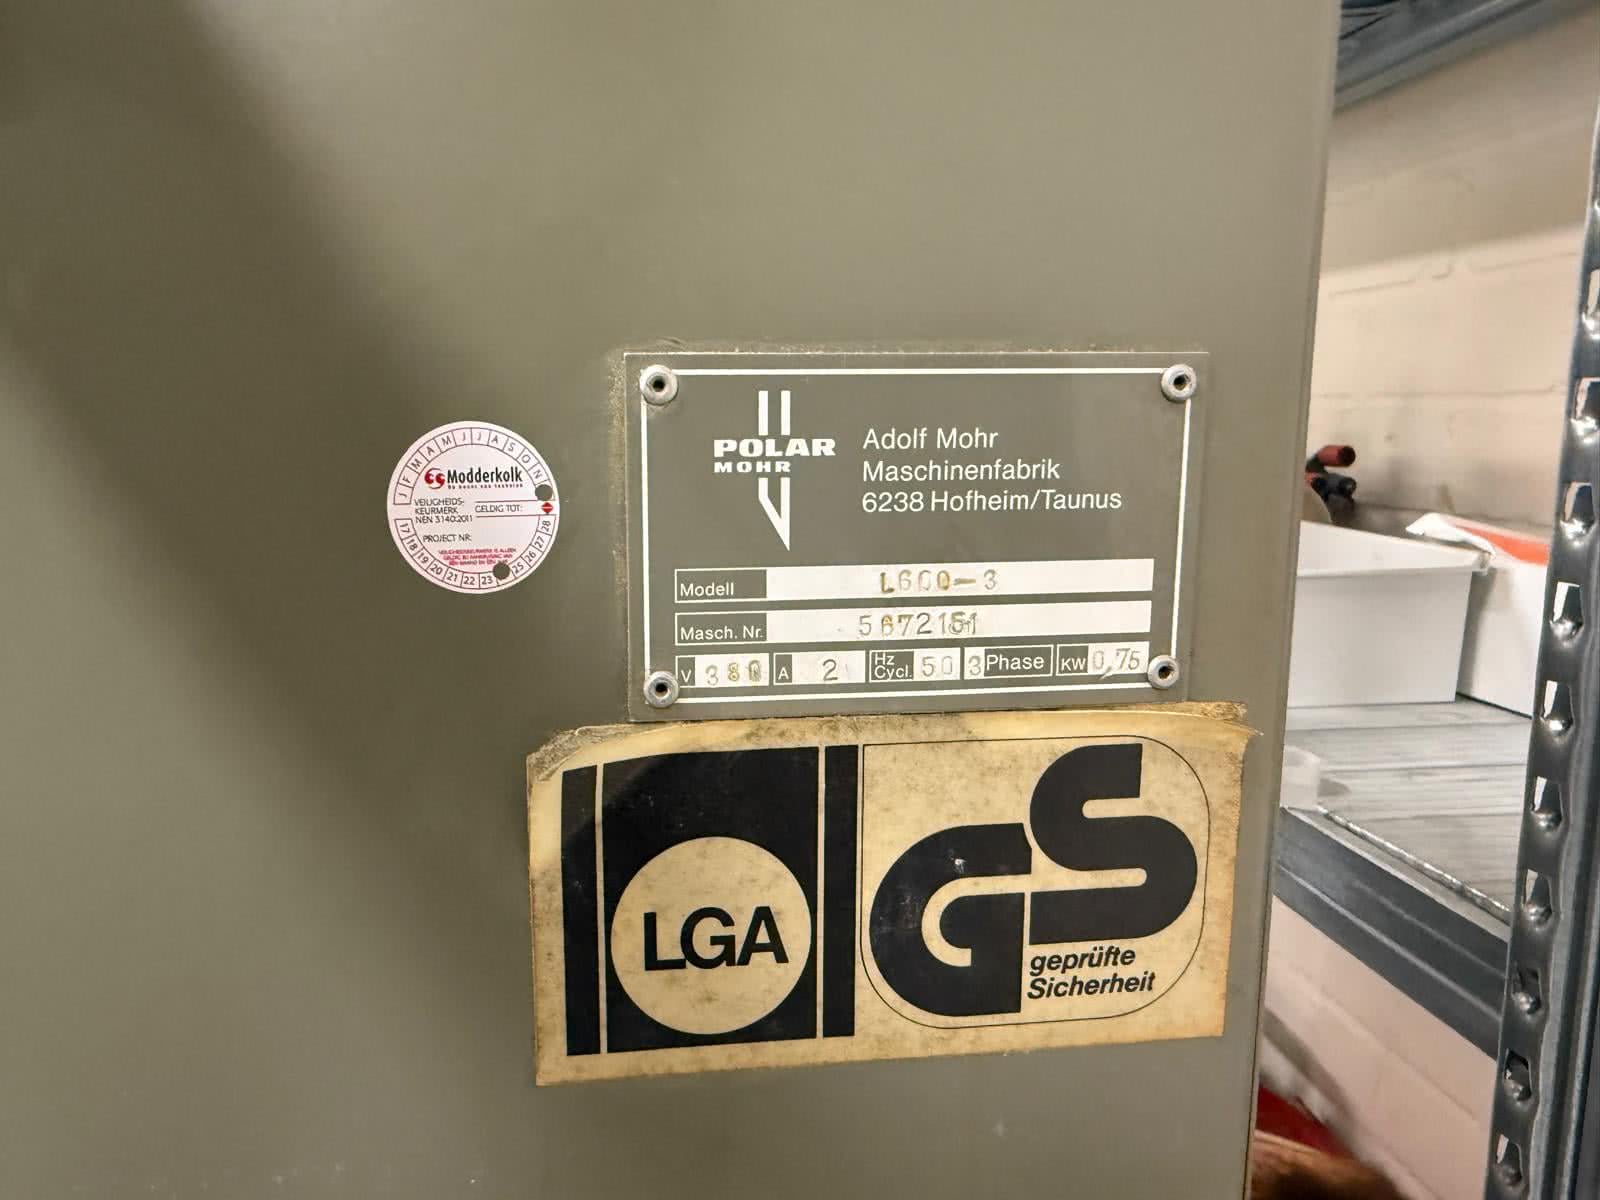 J F M A M J J A S O N
Modderkolk
VEILIGHEIDS-
KEURMERK
GELDIG TOT:
NEN 3140:2011
PROJECT NR:
17 18 19 20 21 22 23 25 26 27 28
POLAR
MOHR
Adolf Mohr
Maschinenfabrik
6238 Hofheim/Taunus
Modell L600-3
Masch. Nr. 5672151
V 380 A 2 Hz Cycl. 50 3 Phase KW 0,75
LGA
GS
geprüfte
Sicherheit